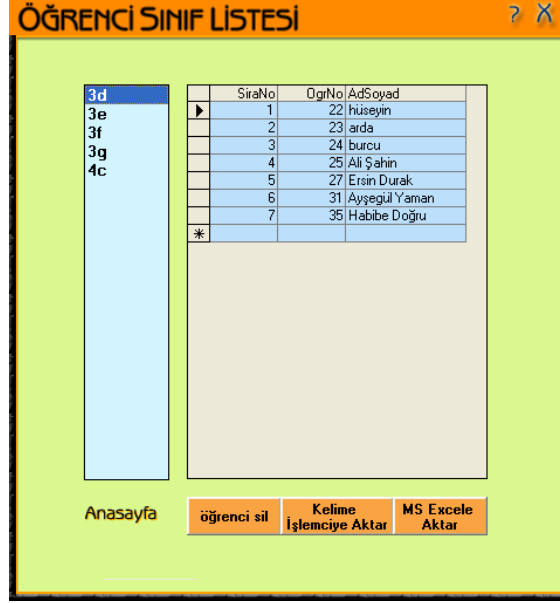 ÖĞRENCİ SINIF LİSTESİ ? X
3d
3e
3f
3g
4c
SiraNo OgrNo AdSoyad
1 22 hüseyin
2 23 arda
3 24 burcu
4 25 Ali Şahin
5 27 Ersin Durak
6 31 Ayşegül Yaman
7 35 Habibe Doğru
*
Anasayfa
öğrenci sil
Kelime
İşlemciye Aktar
MS Excele
Aktar